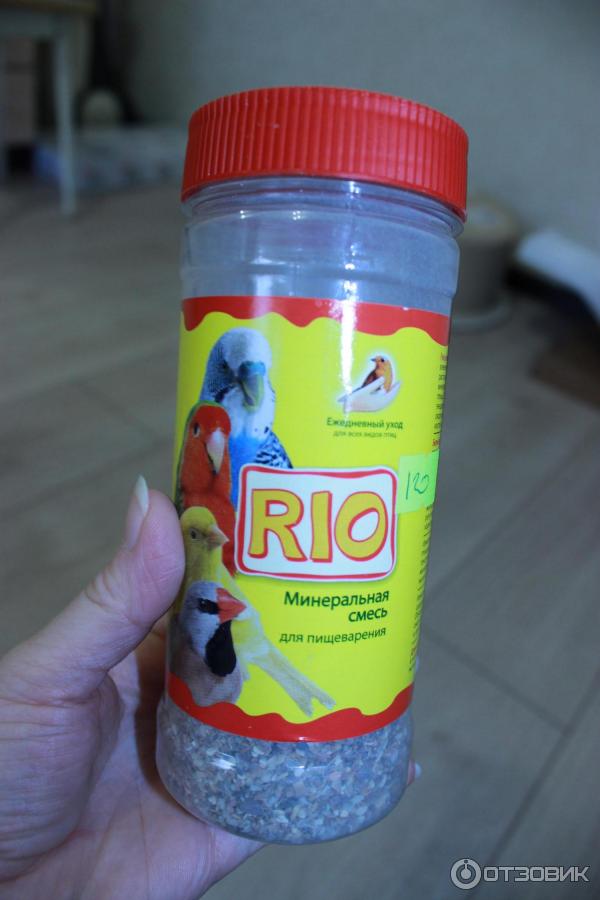 Ежедневный уход
для всех видов птиц
RIO
120
Минеральная
смесь
для пищеварения
ОТЗОВИК